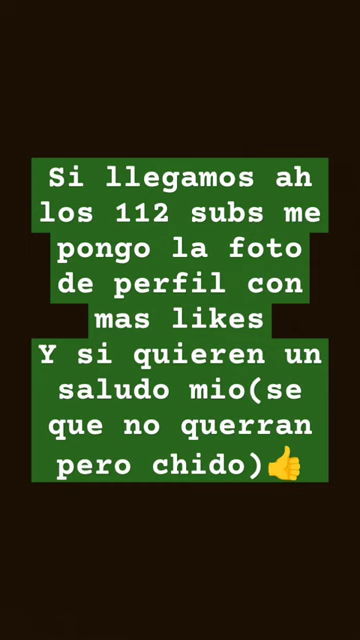 Si llegamos ah
los 112 subs me
pongo la foto
de perfil con
mas likes
Y si quieren un
saludo mio(se
que no querran
pero chido)👍